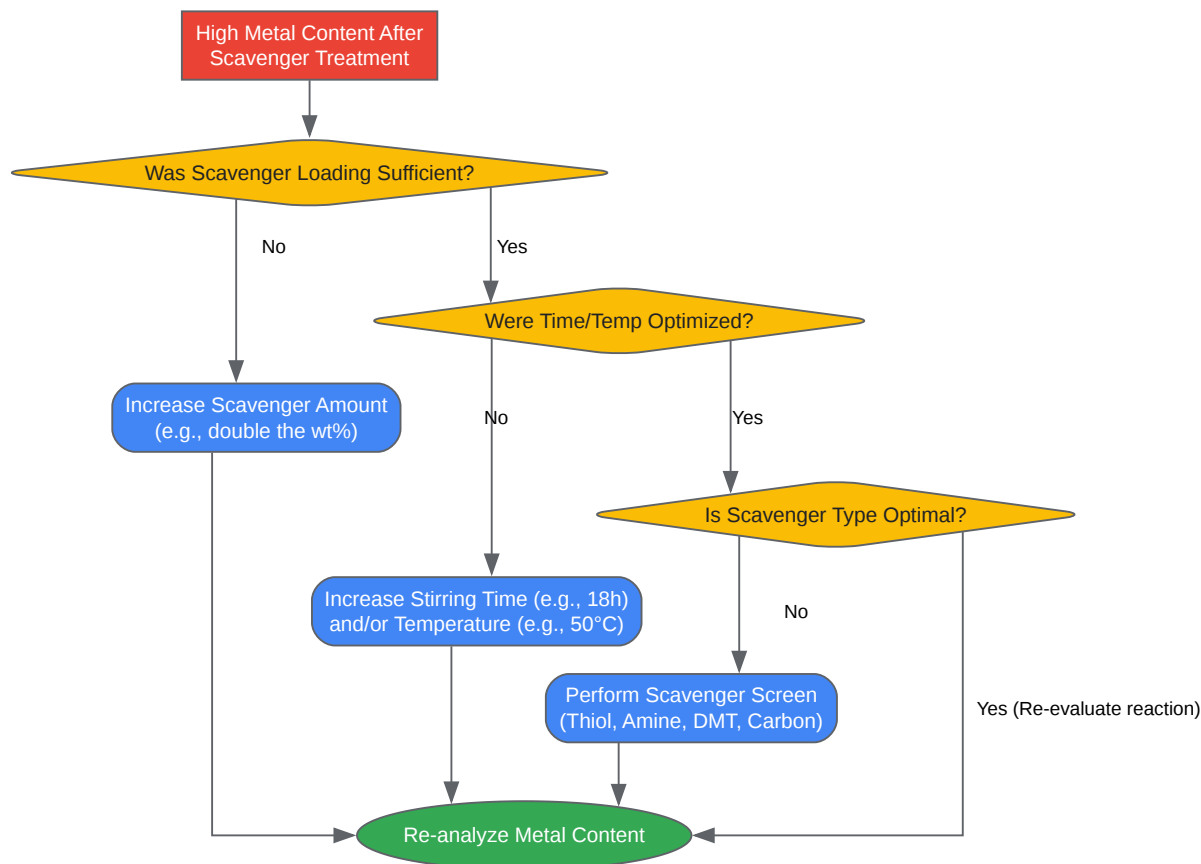 High Metal Content After
Scavenger Treatment
Was Scavenger Loading Sufficient?
No
Yes
Were Time/Temp Optimized?
Increase Scavenger Amount
(e.g., double the wt%)
No
Yes
Is Scavenger Type Optimal?
Increase Stirring Time (e.g., 18h)
and/or Temperature (e.g., 50°C)
No
Perform Scavenger Screen
(Thiol, Amine, DMT, Carbon)
Yes (Re-evaluate reaction)
Re-analyze Metal Content